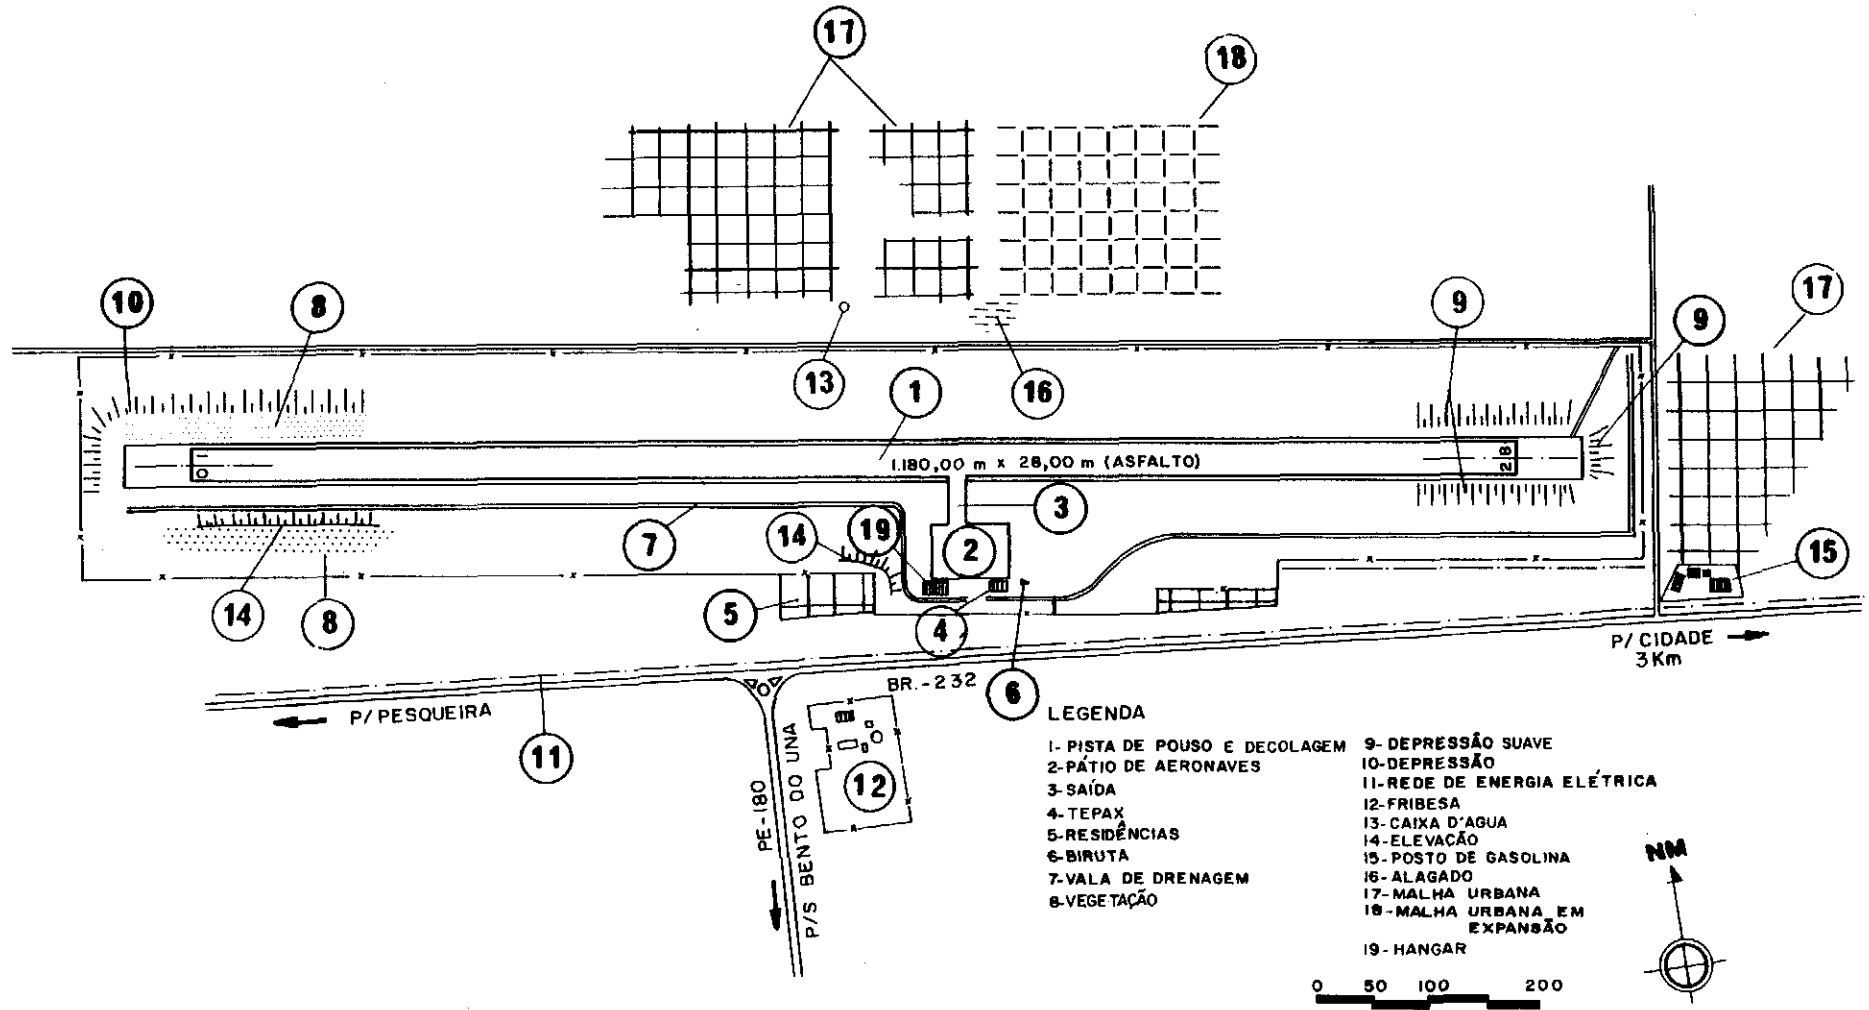 17
18
10
8
9
17
9
13
16
1
1.180,00 m x 28,00 m (ASFALTO)
01
28
3
19
14
2
7
15
14
8
5
4
P/ CIDADE
3Km
6
BR.-232
P/ PESQUEIRA
11
12
PE-180
P/S BENTO DO UNA
LEGENDA
1- PISTA DE POUSO E DECOLAGEM
2-PÁTIO DE AERONAVES
3-SAÍDA
4-TEPAX
5-RESIDÊNCIAS
6-BIRUTA
7-VALA DE DRENAGEM
8-VEGETAÇÃO
9-DEPRESSÃO SUAVE
10-DEPRESSÃO
11-REDE DE ENERGIA ELÉTRICA
12-FRIBESA
13-CAIXA D'AGUA
14-ELEVAÇÃO
15-POSTO DE GASOLINA
16-ALAGADO
17-MALHA URBANA
18-MALHA URBANA EM
EXPANSÃO
19-HANGAR
NM
0 50 100 200